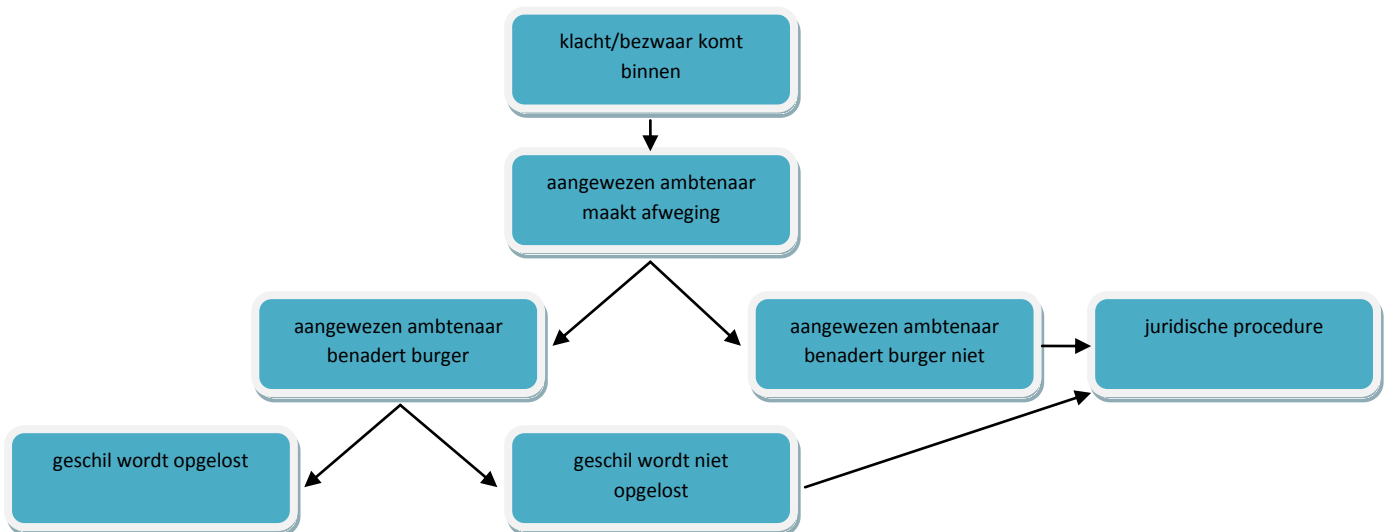 klacht/bezwaar komt
binnen
aangewezen ambtenaar
maakt afweging
aangewezen ambtenaar
benadert burger
aangewezen ambtenaar
benadert burger niet
juridische procedure
geschil wordt opgelost
geschil wordt niet
opgelost